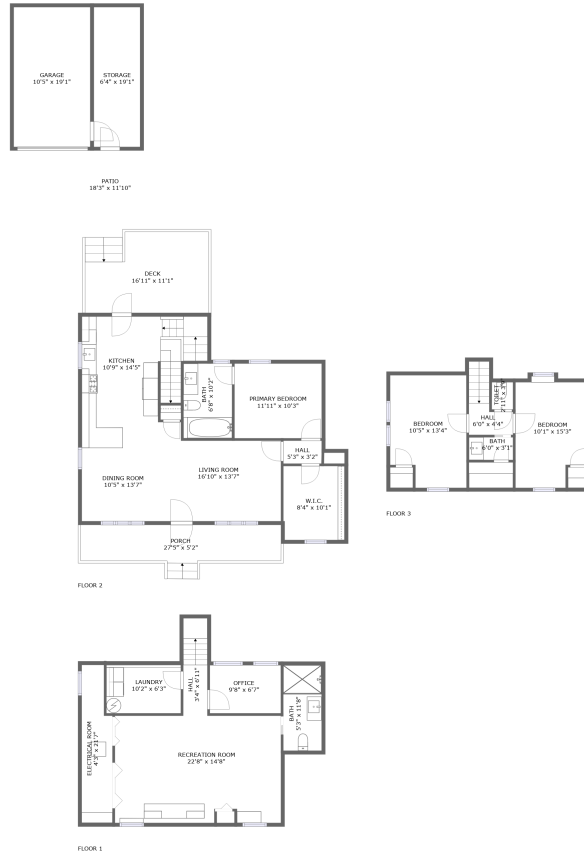 GARAGE
10'5" x 19'1"
STORAGE
6'4" x 19'1"
PATIO
18'3" x 11'10"
DECK
16'11" x 11'1"
KITCHEN
10'9" x 14'5"
BATH
6'8" x 10'2"
PRIMARY BEDROOM
11'11" x 10'3"
HALL
5'3" x 3'2"
LIVING ROOM
16'10" x 13'7"
DINING ROOM
10'5" x 13'7"
W.I.C.
8'4" x 10'1"
PORCH
27'5" x 5'2"
FLOOR 2
TOILET
BEDROOM
10'5" x 13'4"
HALL
6'0" x 4'4"
BEDROOM
10'1" x 15'3"
BATH
6'0" x 3'1"
FLOOR 3
LAUNDRY
10'2" x 6'3"
HALL
3'4" x 8'11"
OFFICE
9'8" x 6'7"
BATH
5'3" x 11'8"
ELECTRICAL ROOM
RECREATION ROOM
22'8" x 14'8"
FLOOR 1